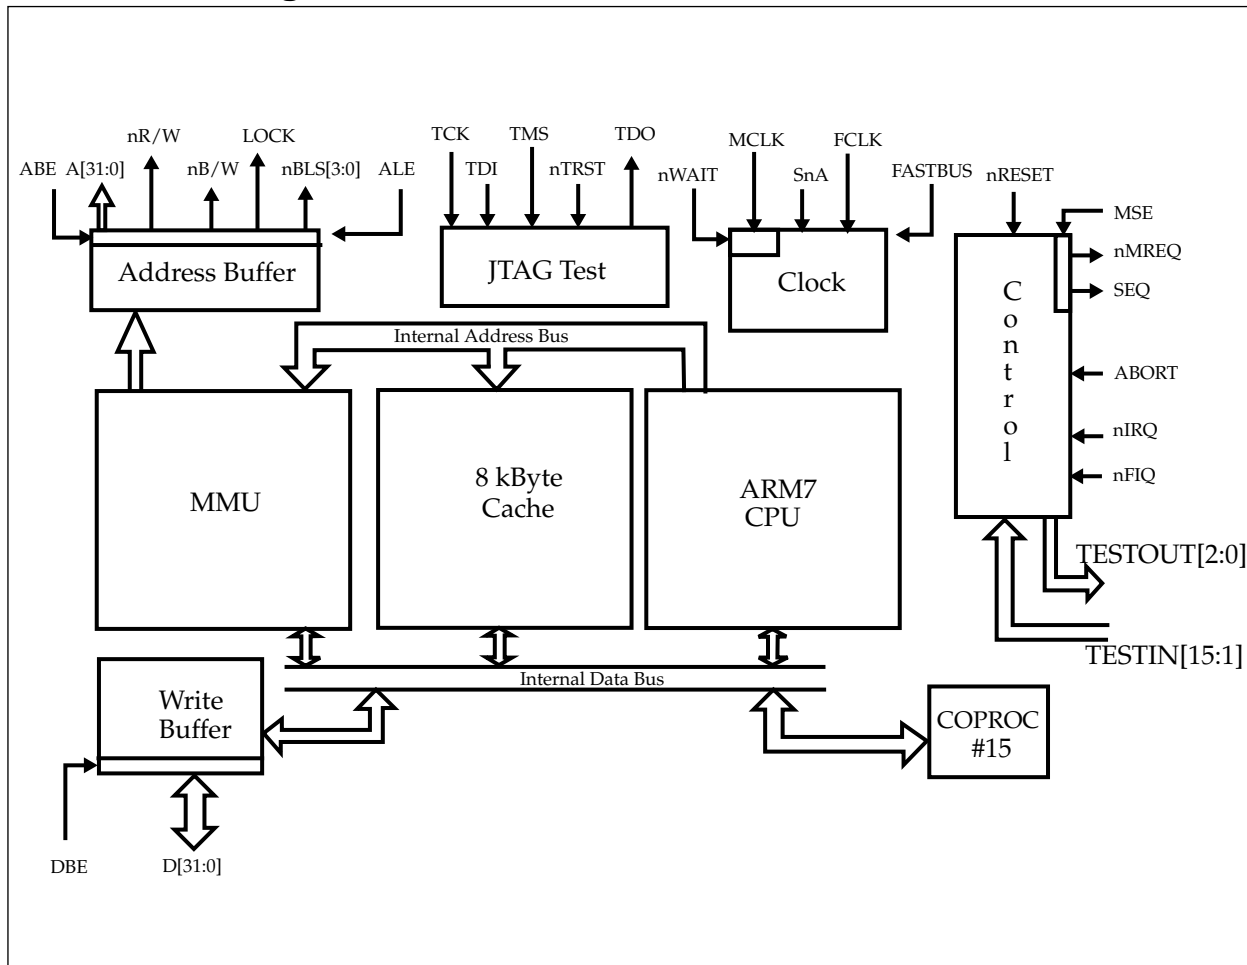 nR/W
LOCK
TCK
TMS
TDO
MCLK
FCLK
ABE
A[31:0]
nB/W
nBLS[3:0]
ALE
TDI
nTRST
nWAIT
SnA
FASTBUS
nRESET
MSE
nMREQ
SEQ
ABORT
nIRQ
nFIQ
Address Buffer
JTAG Test
Clock
Control
Internal Address Bus
MMU
8 kByte
Cache
ARM7
CPU
TESTOUT[2:0]
TESTIN[15:1]
Internal Data Bus
Write
Buffer
COPROC
#15
DBE
D[31:0]